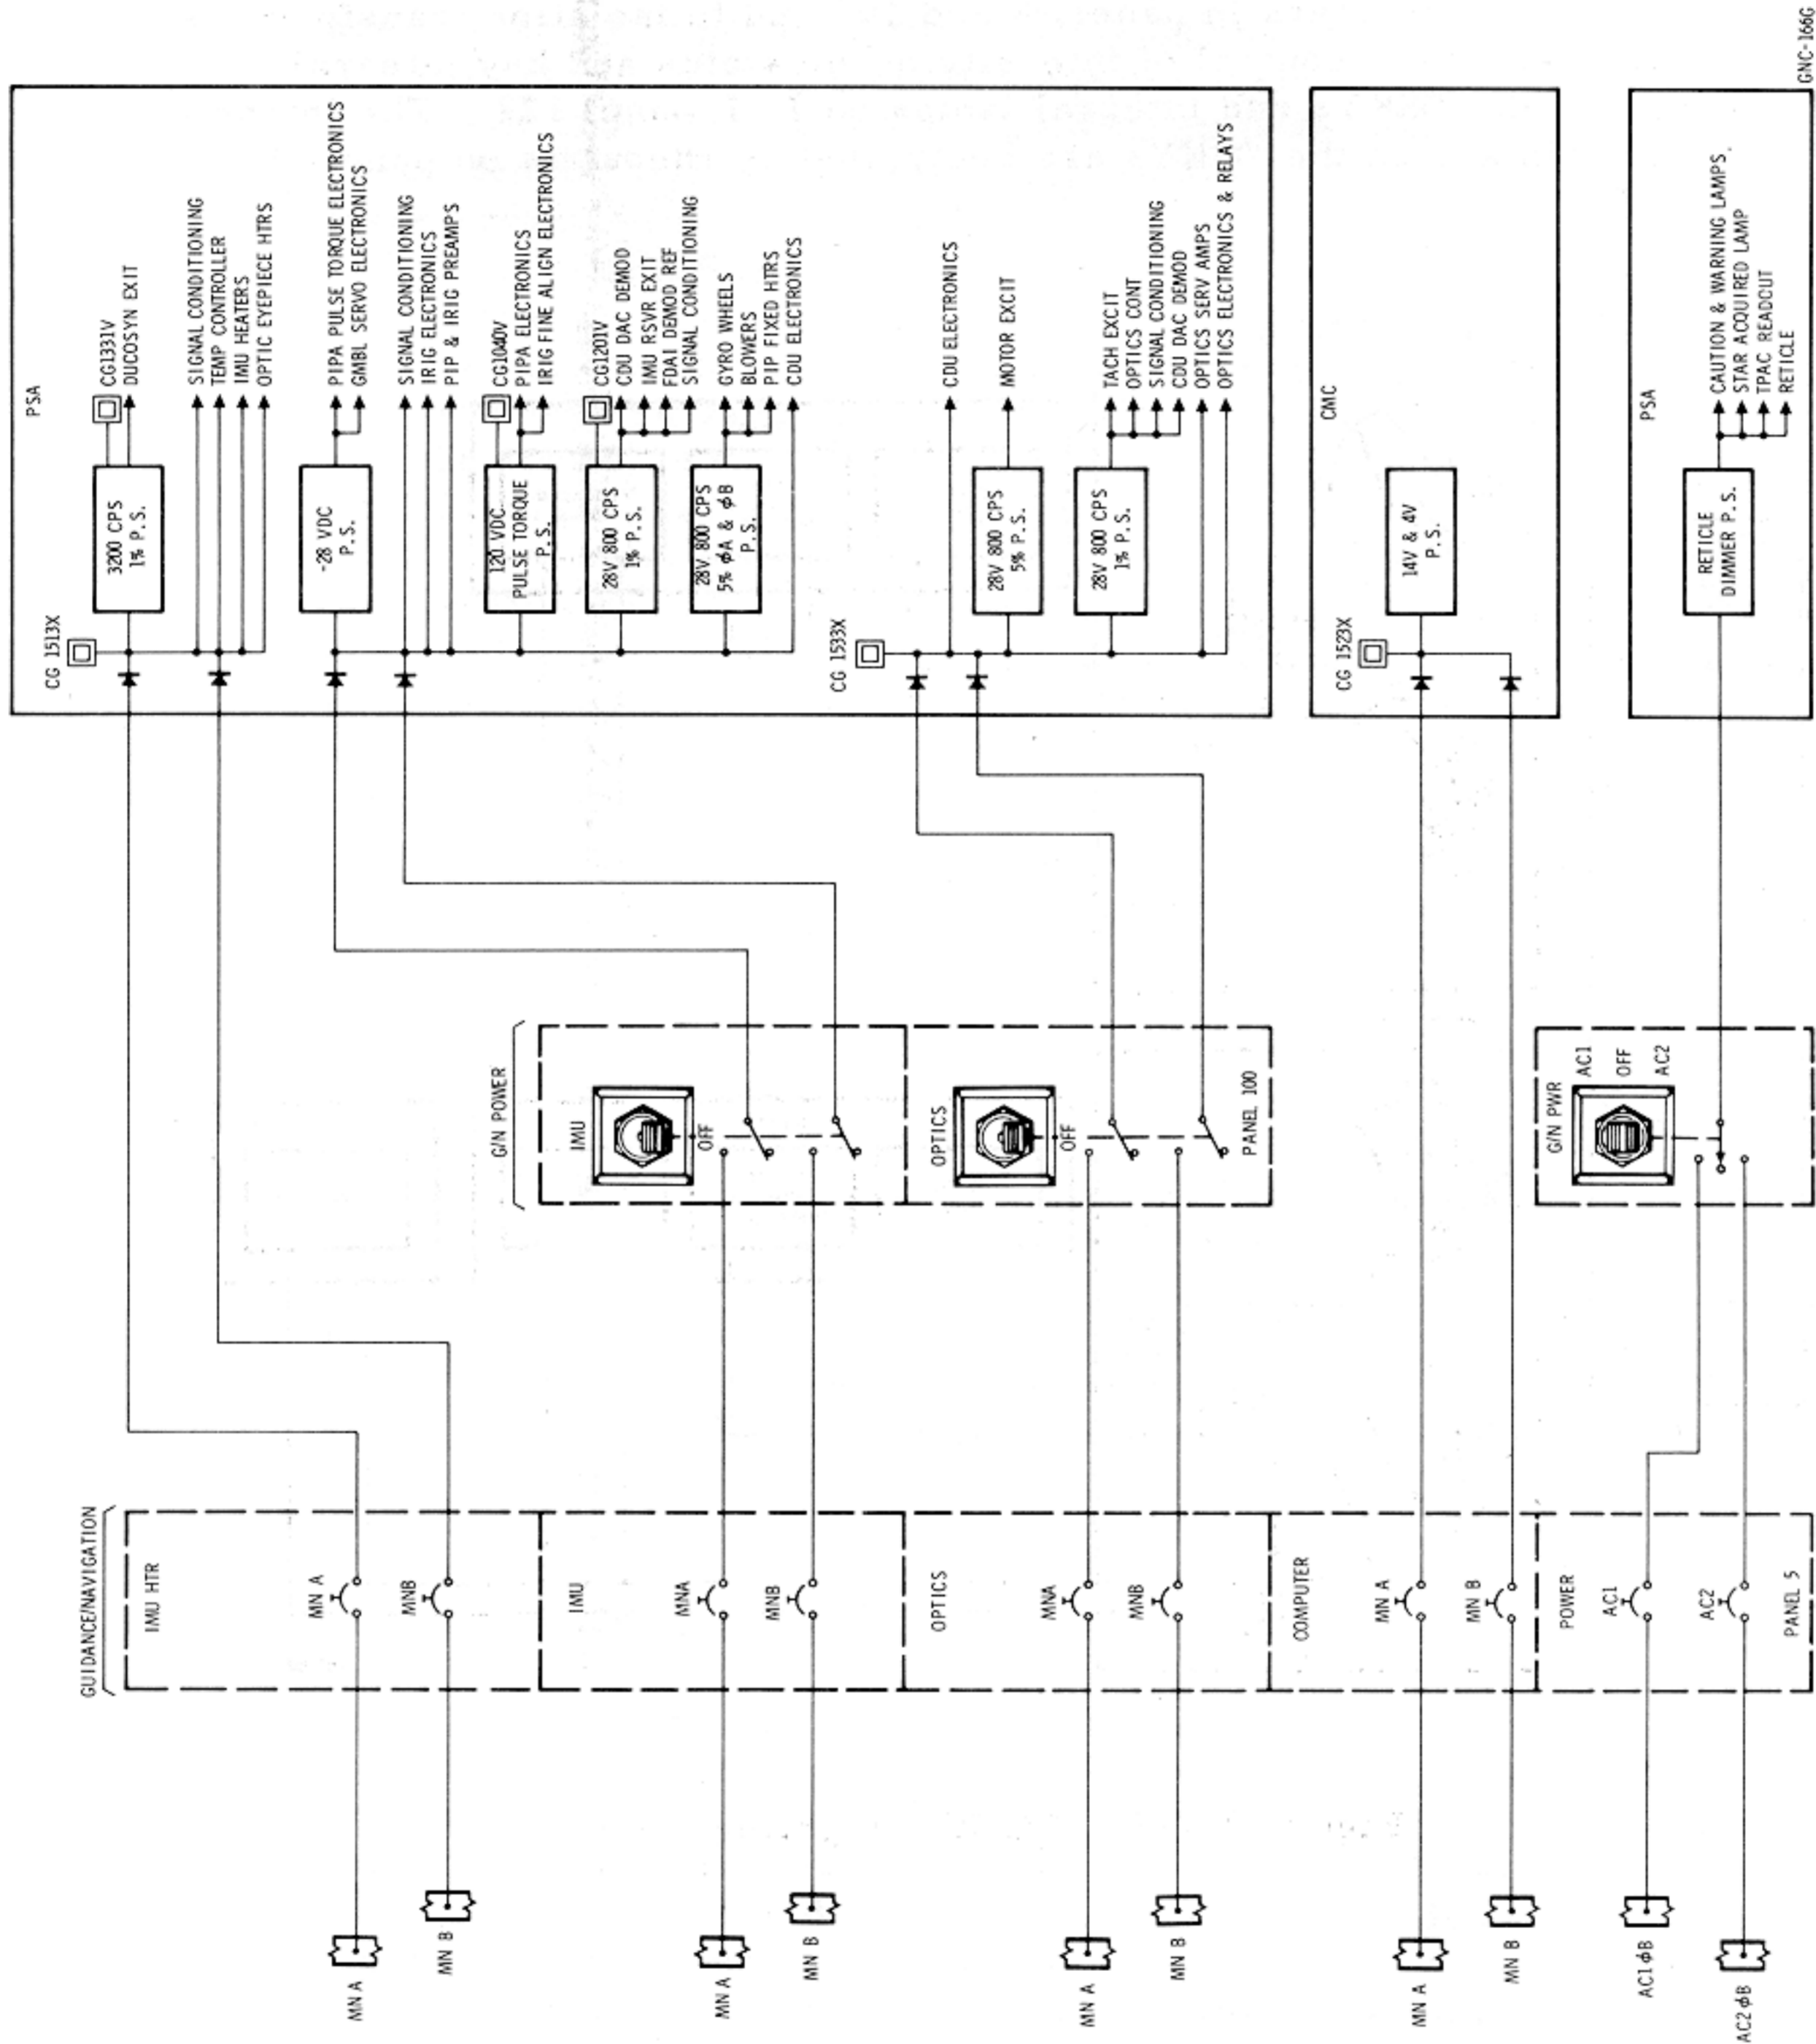 GUIDANCE/NAVIGATION
IMU HTR
MN A
MN A
MN B
MNB
IMU
MN A
MNA
MN B
MNB
OPTICS
MN A
MNA
MN B
MNB
COMPUTER
MN A
MN A
MN B
MN B
POWER
AC1 ϕB
AC1
AC2 ϕB
AC2
PANEL 5
G/N POWER
IMU
OFF
OPTICS
OFF
PANEL 100
G/N PWR
AC1
OFF
AC2
PSA
CG 1513X
3200 CPS
1% P.S.
CG1331V
DUCOSYN EXIT
SIGNAL CONDITIONING
TEMP CONTROLLER
IMU HEATERS
OPTIC EYEPIECE HTRS
-28 VDC
P.S.
PIPA PULSE TORQUE ELECTRONICS
GMBL SERVO ELECTRONICS
SIGNAL CONDITIONING
IRIG ELECTRONICS
PIP & IRIG PREAMPS
120 VDC
PULSE TORQUE
P.S.
CG1040V
PIPA ELECTRONICS
IRIG FINE ALIGN ELECTRONICS
28V 800 CPS
1% P.S.
CG1201V
CDU DAC DEMOD
IMU RSVR EXIT
FDAI DEMOD REF
SIGNAL CONDITIONING
28V 800 CPS
5% ϕA & ϕB
P.S.
GYRO WHEELS
BLOWERS
PIP FIXED HTRS
CDU ELECTRONICS
CG 1533X
CDU ELECTRONICS
28V 800 CPS
5% P.S.
MOTOR EXCIT
28V 800 CPS
1% P.S.
TACH EXCIT
OPTICS CONT
SIGNAL CONDITIONING
CDU DAC DEMOD
OPTICS SERV AMPS
OPTICS ELECTRONICS & RELAYS
CMC
CG 1523X
14V & 4V
P.S.
PSA
RETICLE
DIMMER P.S.
CAUTION & WARNING LAMPS
STAR ACQUIRED LAMP
TPAC READOUT
RETICLE
GNC-166G